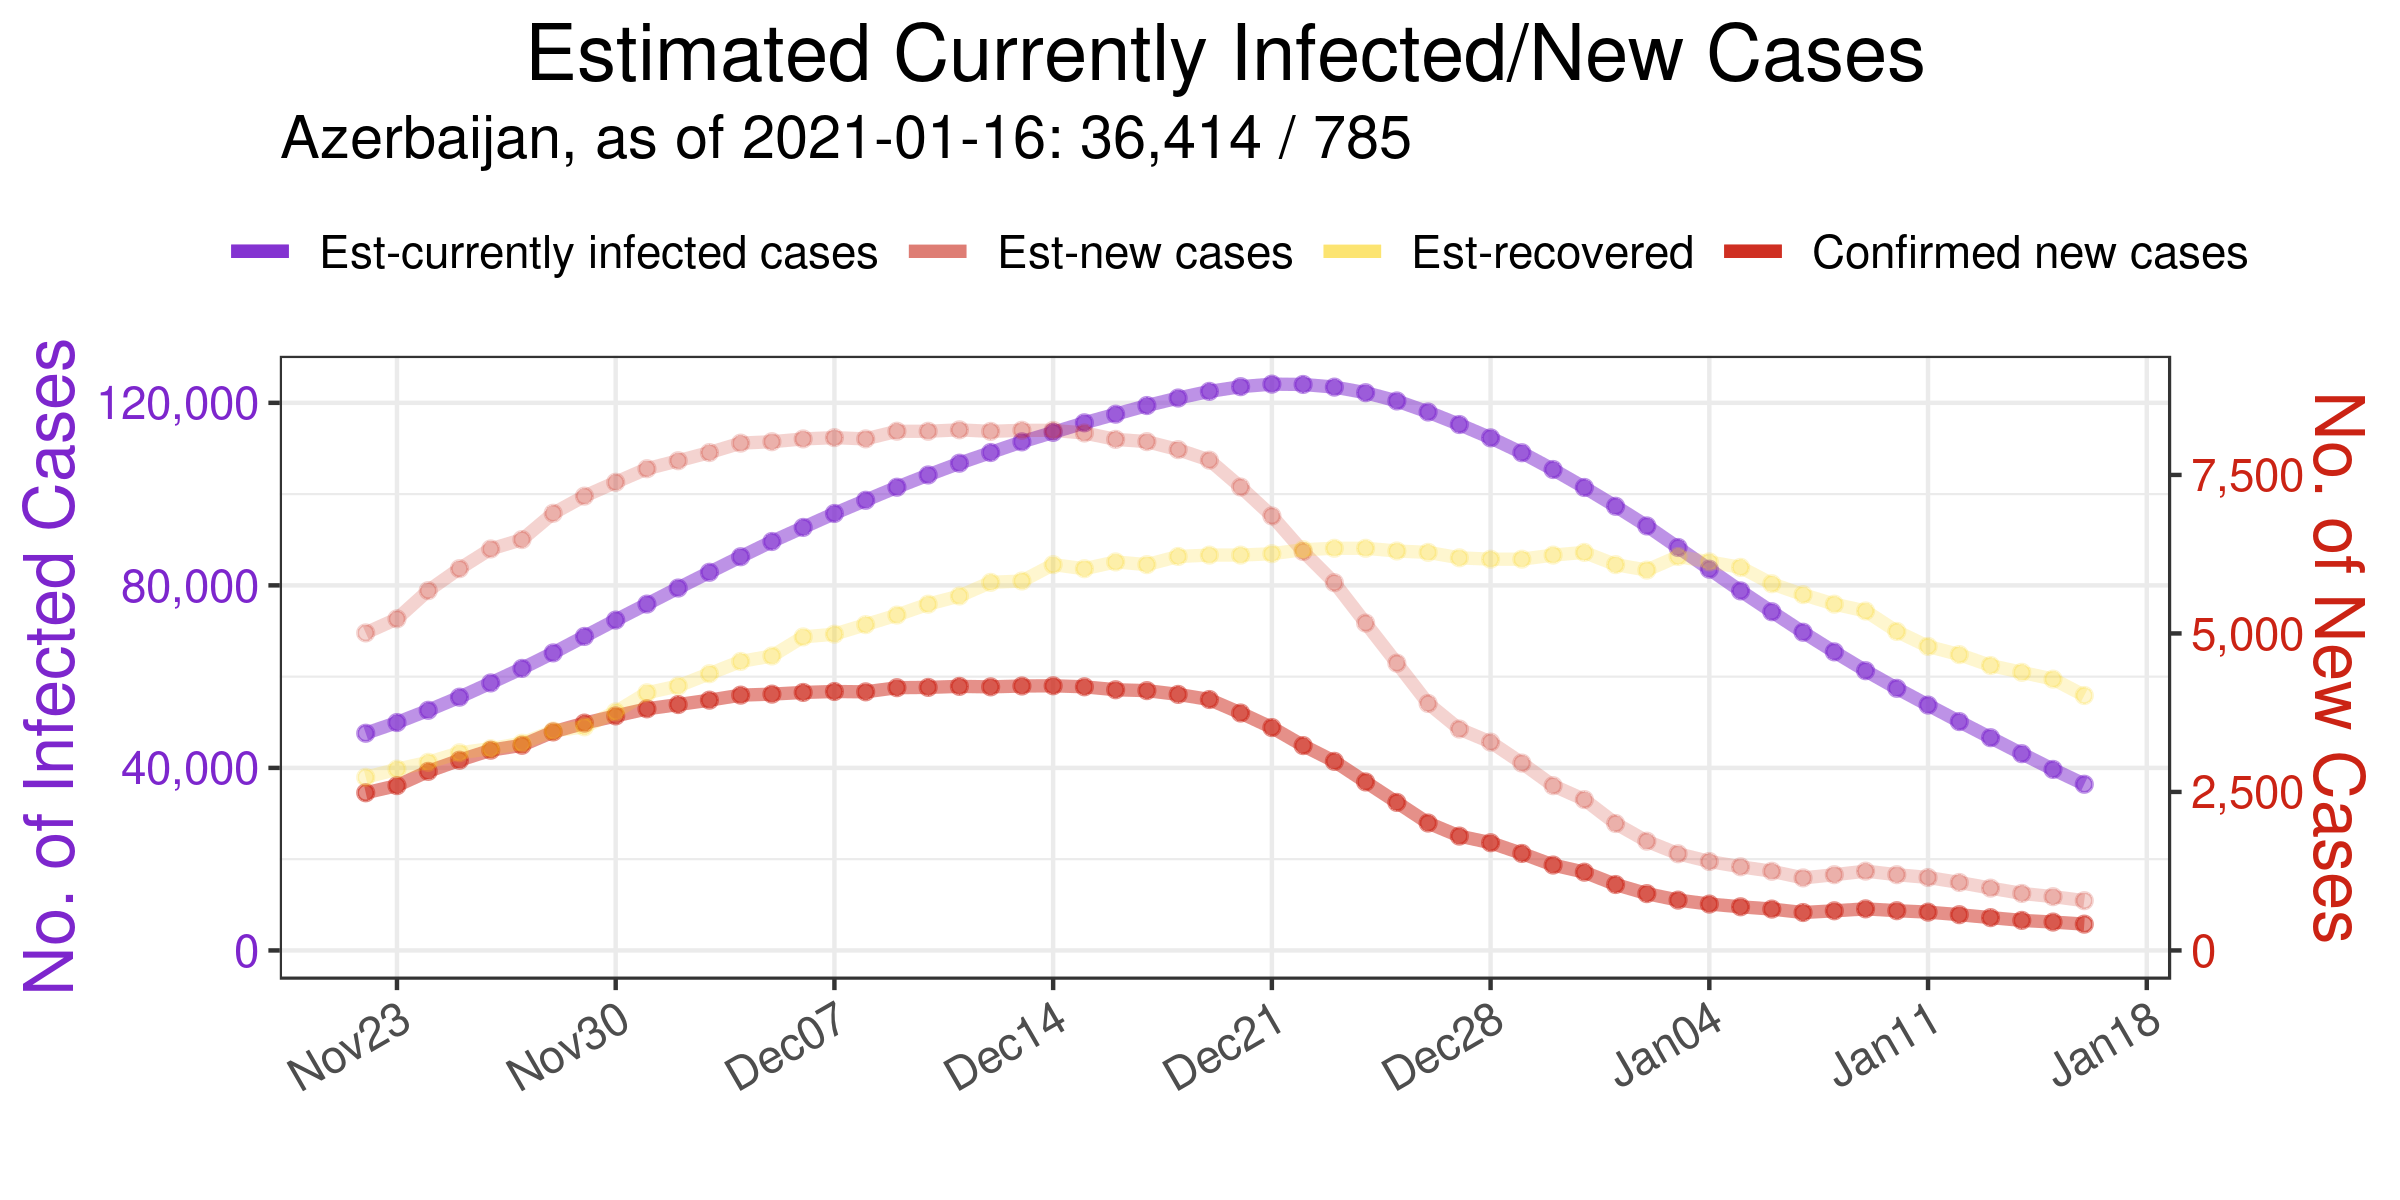 Estimated Currently Infected/New Cases
Azerbaijan, as of 2021-01-16: 36,414 / 785
Est-currently infected cases Est-new cases Est-recovered Confirmed new cases
No. of Infected Cases
120,000
80,000
40,000
0
7,500
5,000
2,500
0
No. of New Cases
Nov23 Nov30 Dec07 Dec14 Dec21 Dec28 Jan04 Jan11 Jan18